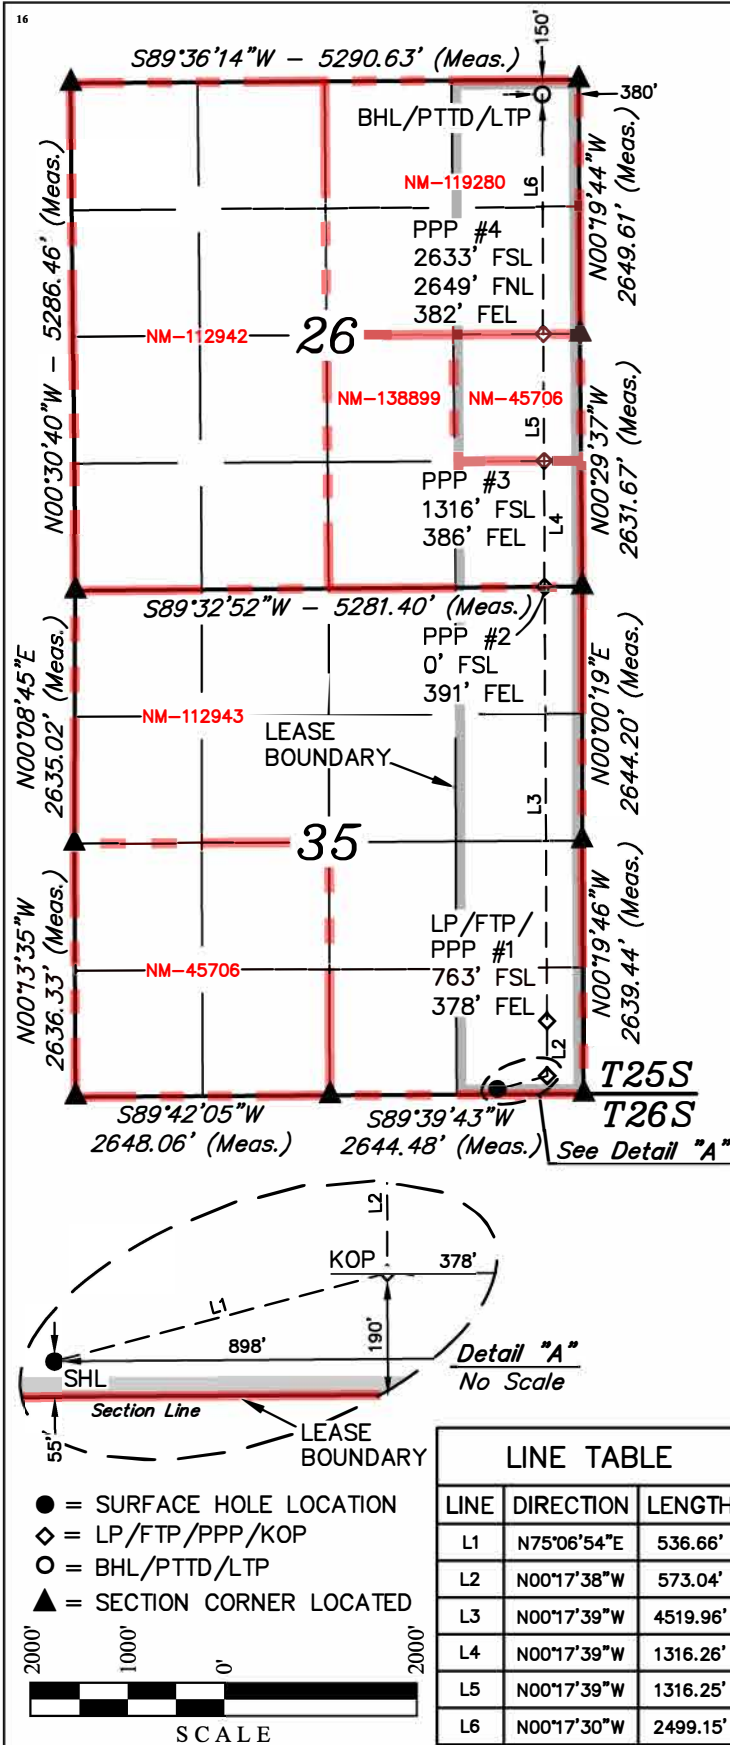 16
S89°36'14"W – 5290.63' (Meas.)
150'
380'
BHL/PTTD/LTP
NM-119280
L6
N00°19'44"W
2649.61' (Meas.)
PPP #4
2633' FSL
2649' FNL
382' FEL
N00°30'40"W – 5286.46' (Meas.)
NM-112942
26
NM-138899
NM-45706
L5
N00°29'37"W
2631.67' (Meas.)
PPP #3
1316' FSL
386' FEL
L4
S89°32'52"W – 5281.40' (Meas.)
PPP #2
0' FSL
391' FEL
N00°08'45"E
2635.02' (Meas.)
NM-112943
LEASE
BOUNDARY
N00°00'19"E
2644.20' (Meas.)
L3
35
LP/FTP/
PPP #1
763' FSL
378' FEL
N00°13'35"W
2636.33' (Meas.)
NM-45706
N00°19'46"W
2639.44' (Meas.)
L2
T25S
T26S
S89°42'05"W
2648.06' (Meas.)
S89°39'43"W
2644.48' (Meas.)
See Detail "A"
L2
KOP
378'
L1
190'
898'
SHL
Detail "A"
No Scale
Section Line
55'
LEASE
BOUNDARY
● = SURFACE HOLE LOCATION
◇ = LP/FTP/PPP/KOP
○ = BHL/PTTD/LTP
▲ = SECTION CORNER LOCATED
2000' 1000' 0' 2000'
SCALE
LINE TABLE
LINE DIRECTION LENGTH
L1 N75°06'54"E 536.66'
L2 N00°17'38"W 573.04'
L3 N00°17'39"W 4519.96'
L4 N00°17'39"W 1316.26'
L5 N00°17'39"W 1316.25'
L6 N00°17'30"W 2499.15'